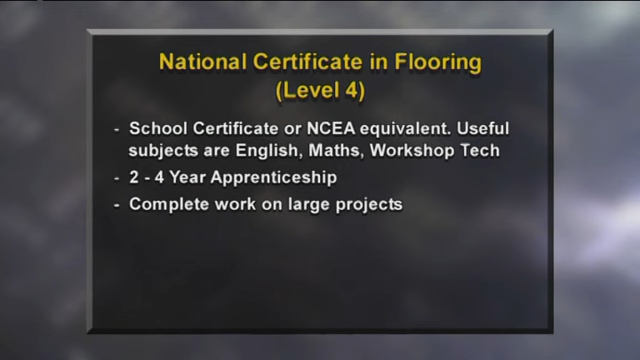 National Certificate in Flooring
(Level 4)
- School Certificate or NCEA equivalent. Useful
subjects are English, Maths, Workshop Tech
- 2 - 4 Year Apprenticeship
- Complete work on large projects